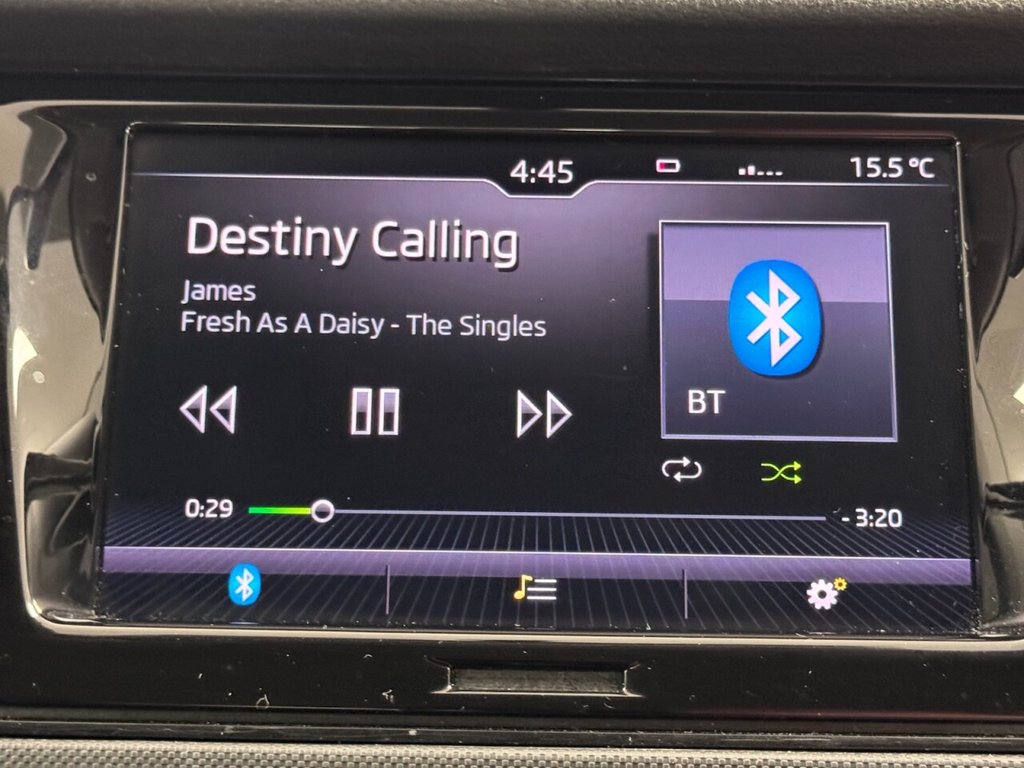 4:45
15.5 °C
Destiny Calling
James
Fresh As A Daisy - The Singles
BT
0:29
- 3:20